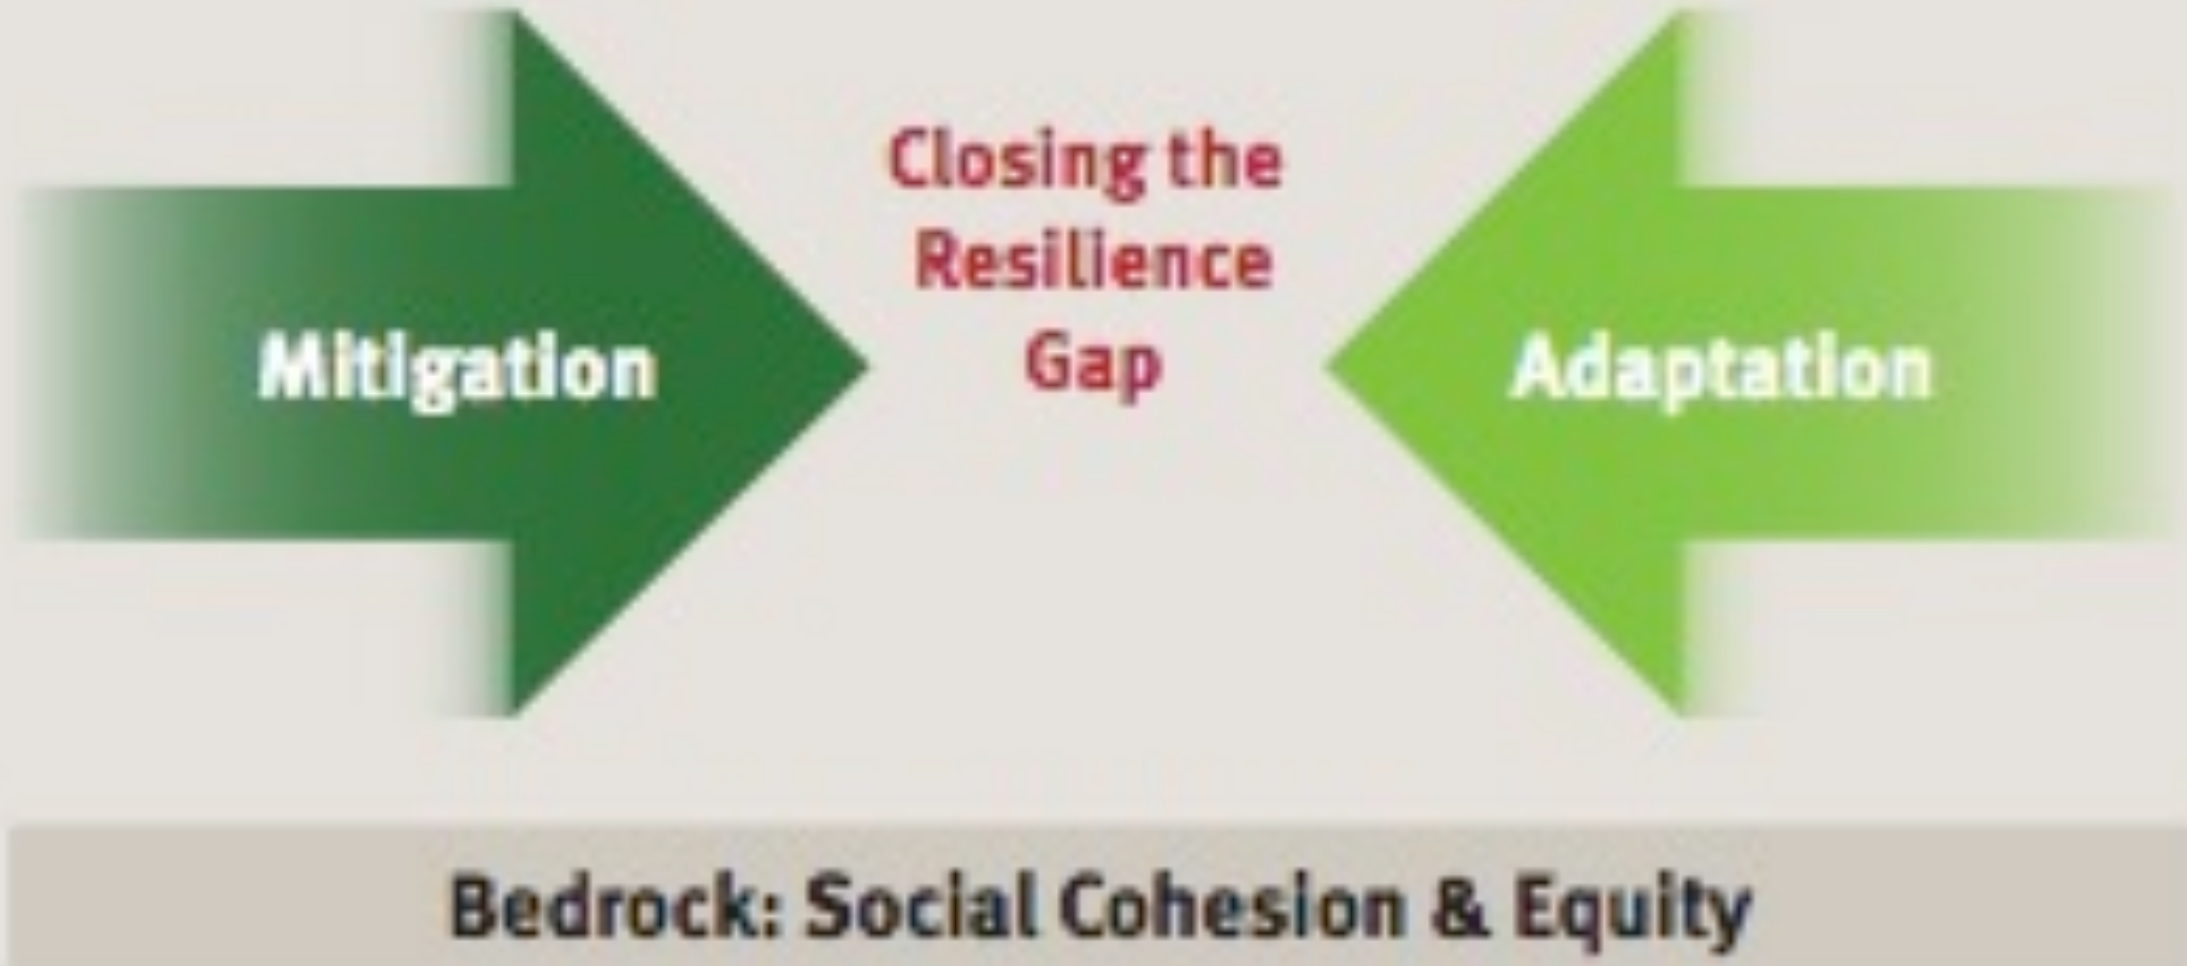 Closing the
Resilience
Gap
Mitigation
Adaptation
Bedrock: Social Cohesion & Equity